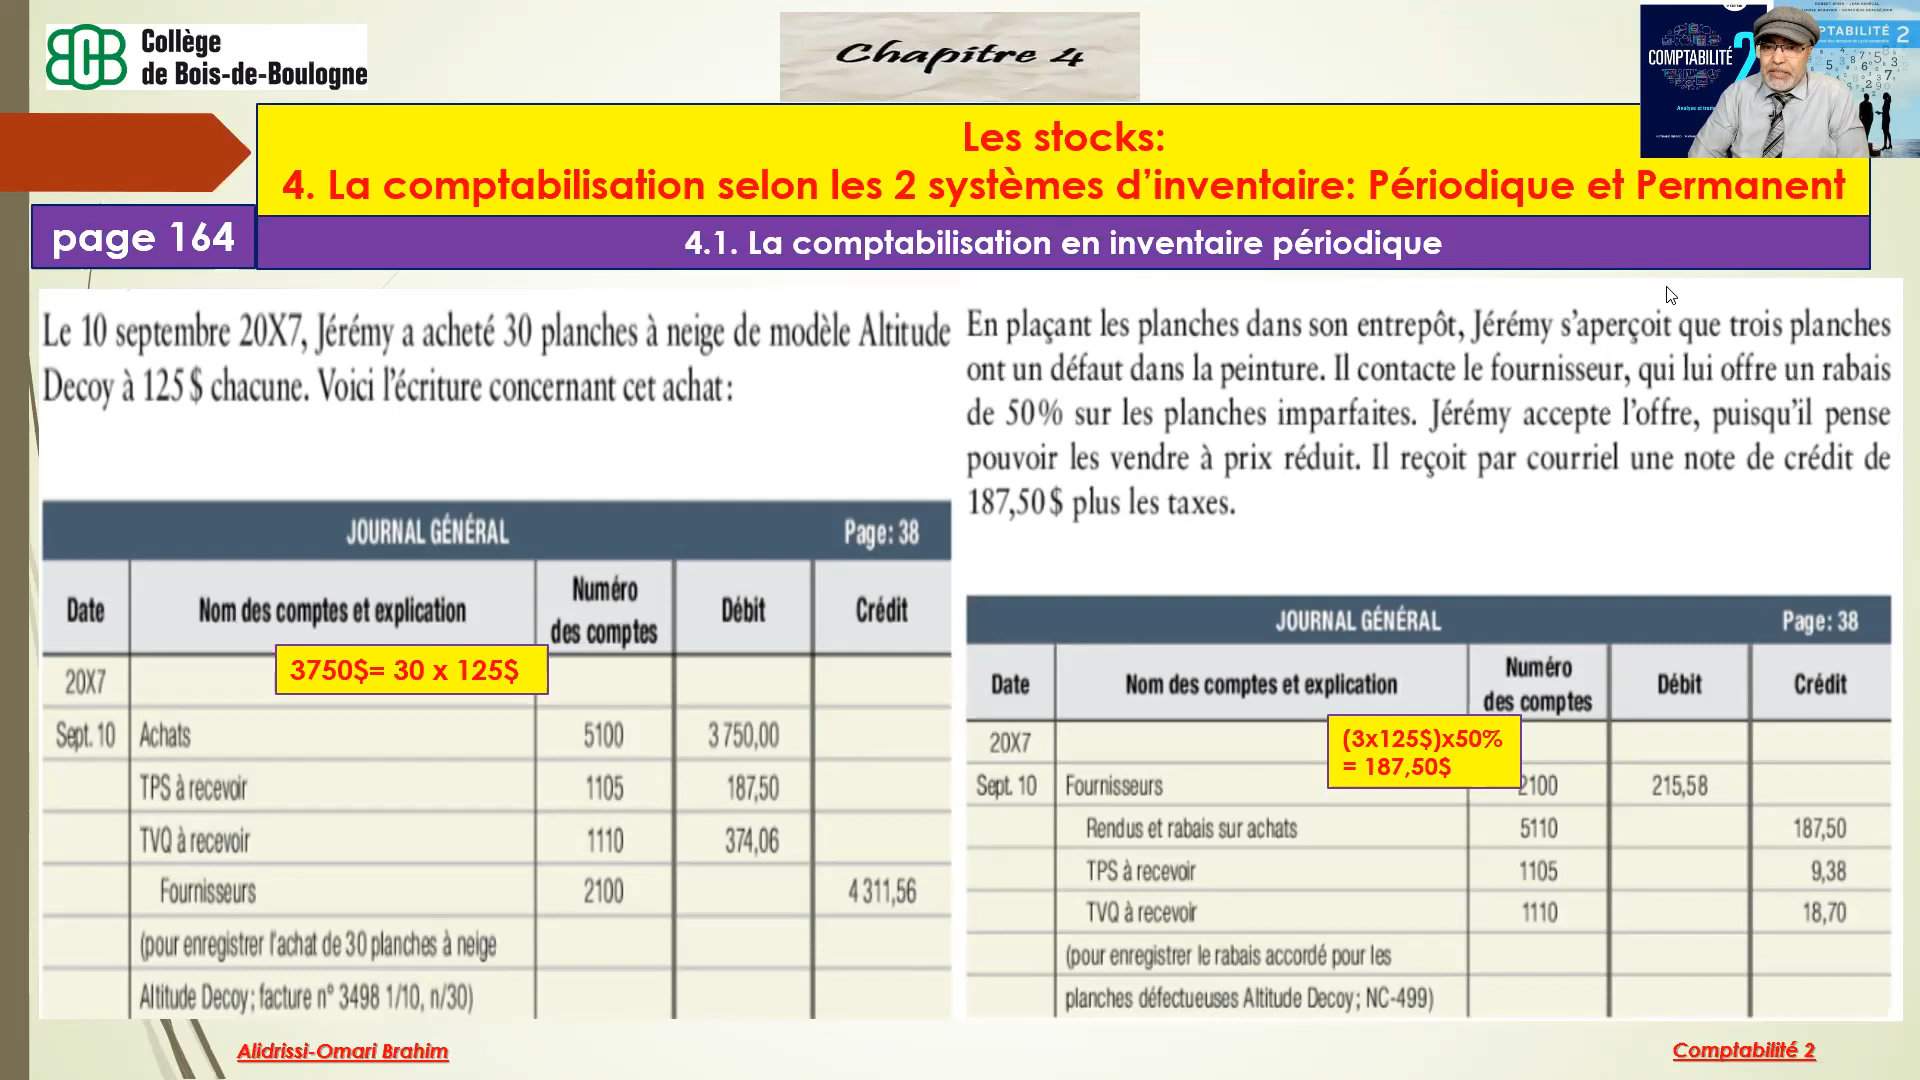 Collège
de Bois-de-Boulogne
Chapitre 4
COMPTABILITÉ 2
PTABILITÉ 2
Les stocks:
4. La comptabilisation selon les 2 systèmes d’inventaire: Périodique et Permanent
page 164
4.1. La comptabilisation en inventaire périodique
Le 10 septembre 20X7, Jérémy a acheté 30 planches à neige de modèle Altitude
Decoy à 125 $ chacune. Voici l’écriture concernant cet achat :
JOURNAL GÉNÉRAL Page : 38
Date Nom des comptes et explication Numéro des comptes Débit Crédit
3750$= 30 x 125$
20X7
Sept. 10 Achats 5100 3 750,00
TPS à recevoir 1105 187,50
TVQ à recevoir 1110 374,06
Fournisseurs 2100 4 311,56
(pour enregistrer l’achat de 30 planches à neige
Altitude Decoy ; facture n° 3498 1/10, n/30)
En plaçant les planches dans son entrepôt, Jérémy s’aperçoit que trois planches
ont un défaut dans la peinture. Il contacte le fournisseur, qui lui offre un rabais
de 50 % sur les planches imparfaites. Jérémy accepte l’offre, puisqu’il pense
pouvoir les vendre à prix réduit. Il reçoit par courriel une note de crédit de
187,50 $ plus les taxes.
JOURNAL GÉNÉRAL Page : 38
Date Nom des comptes et explication Numéro des comptes Débit Crédit
(3x125$)x50%
= 187,50$
20X7
Sept. 10 Fournisseurs 2100 215,58
Rendus et rabais sur achats 5110 187,50
TPS à recevoir 1105 9,38
TVQ à recevoir 1110 18,70
(pour enregistrer le rabais accordé pour les
planches défectueuses Altitude Decoy ; NC-499)
Alidrissi-Omari Brahim
Comptabilité 2